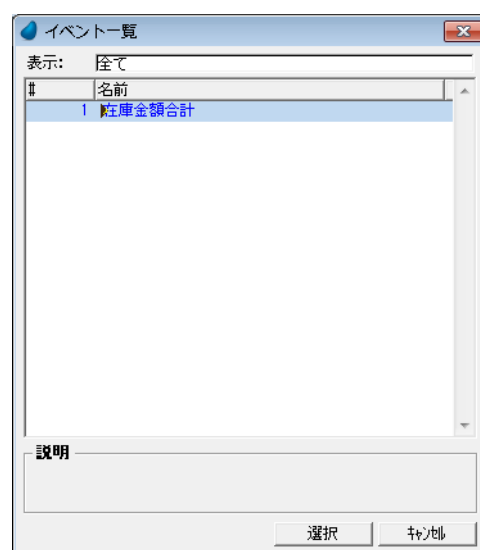 イベント一覧
表示: 全て
# 名前
1 在庫金額合計
説明
選択 ｷｬﾝｾﾙ